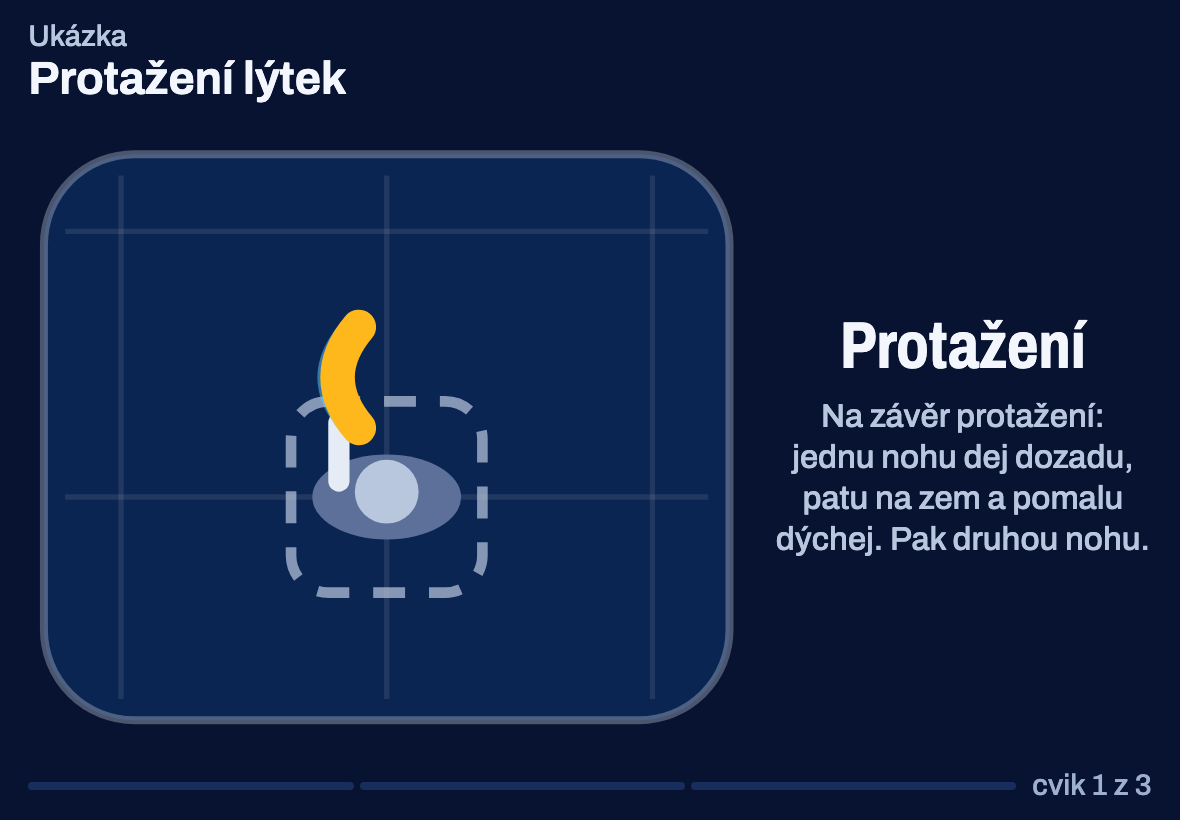 Ukázka
Protažení lýtek
Protažení
Na závěr protažení:
jednu nohu dej dozadu,
patu na zem a pomalu
dýchej. Pak druhou nohu.
cvik 1 z 3